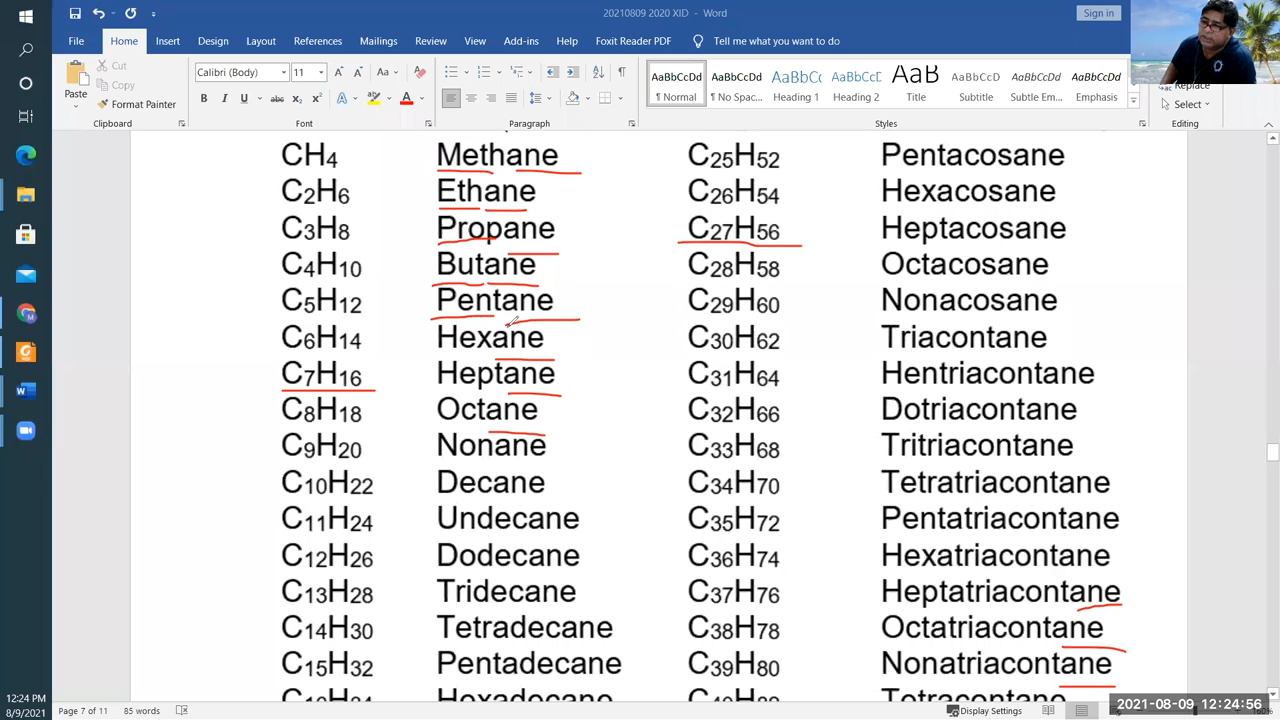 20210809 2020 XID - Word
Sign in
File Home Insert Design Layout References Mailings Review View Add-ins Help Foxit Reader PDF Tell me what you want to do
Paste
Cut
Copy
Format Painter
Calibri (Body) 11
AaBbCcDd AaBbCcDd AaBbCc AaBbCcDd AaB AaBbCcDd AaBbCcDd AaBbCcDd
¶ Normal ¶ No Spac... Heading 1 Heading 2 Title Subtitle Subtle Em... Emphasis
Replace
Select
Clipboard Font Paragraph Styles Editing
CH4 Methane C25H52 Pentacosane
C2H6 Ethane C26H54 Hexacosane
C3H8 Propane C27H56 Heptacosane
C4H10 Butane C28H58 Octacosane
C5H12 Pentane C29H60 Nonacosane
C6H14 Hexane C30H62 Triacontane
C7H16 Heptane C31H64 Hentriacontane
C8H18 Octane C32H66 Dotriacontane
C9H20 Nonane C33H68 Tritriacontane
C10H22 Decane C34H70 Tetratriacontane
C11H24 Undecane C35H72 Pentatriacontane
C12H26 Dodecane C36H74 Hexatriacontane
C13H28 Tridecane C37H76 Heptatriacontane
C14H30 Tetradecane C38H78 Octatriacontane
C15H32 Pentadecane C39H80 Nonatriacontane
Hexadecane Tetracontane
12:24 PM
8/9/2021
Page 7 of 11 85 words
Display Settings
2021-08-09 12:24:56